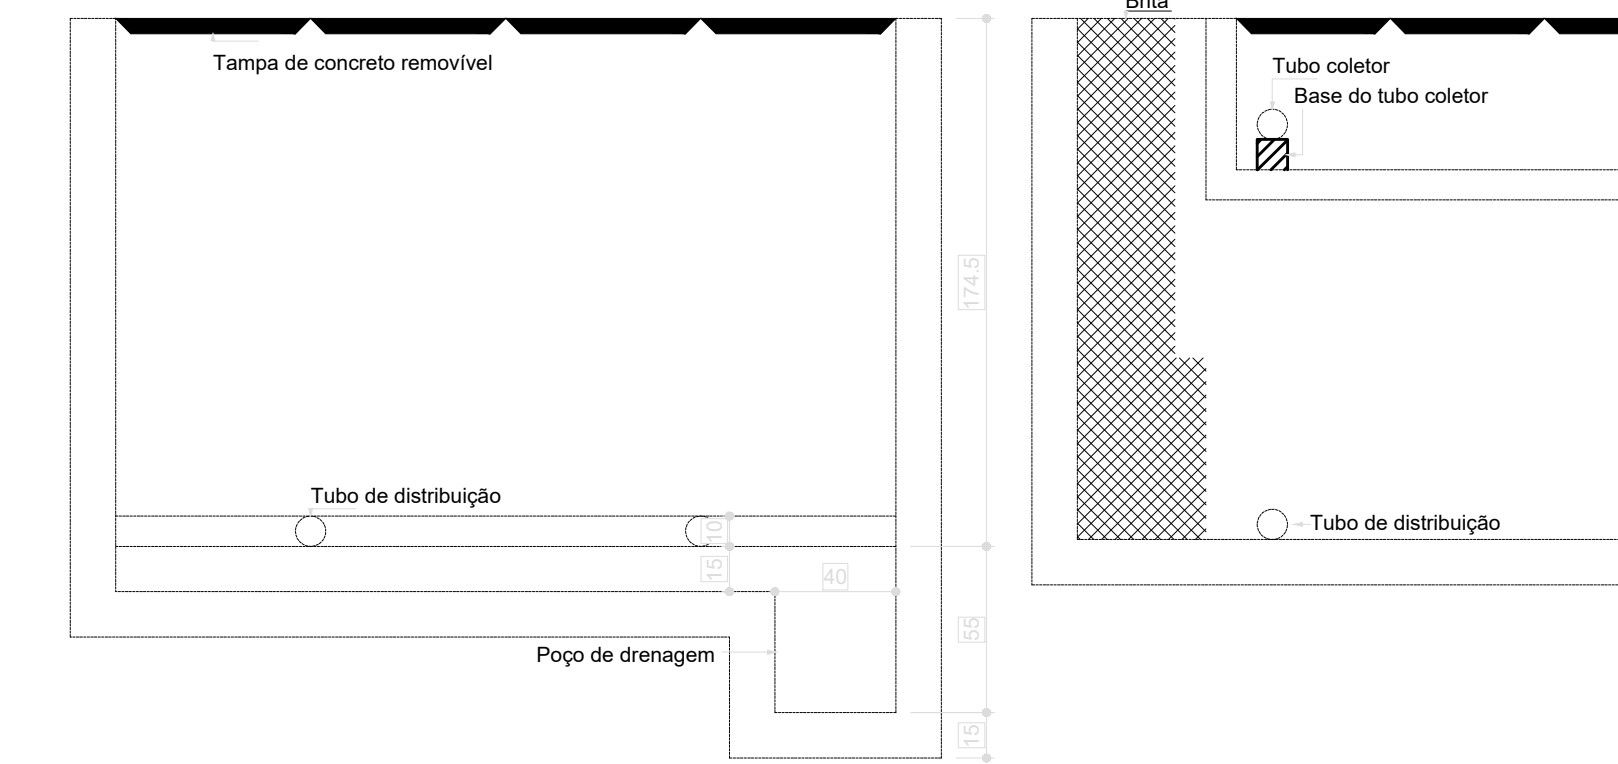 Brita
Tampa de concreto removível
Tubo coletor
Base do tubo coletor
174.5
Tubo de distribuição
10
15
40
Tubo de distribuição
55
Poço de drenagem
15